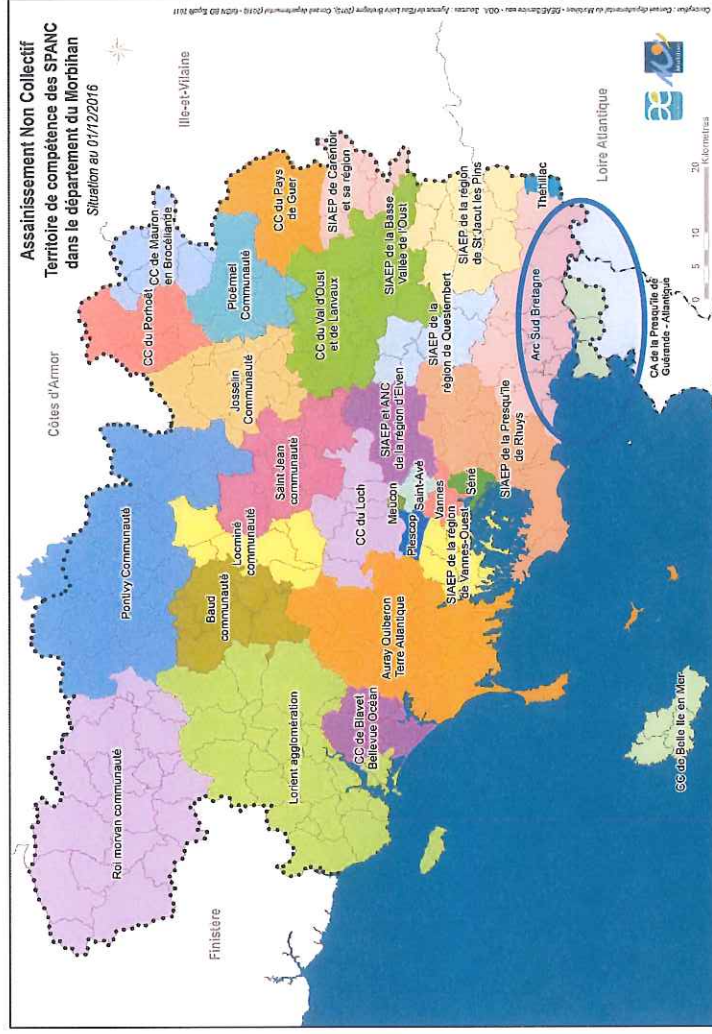 Assainissement Non Collectif
Territoire de compétence des SPANC
dans le département du Morbihan
Situation au 01/12/2016
Côtes d'Armor
Ille-et-Vilaine
Finistère
Loire Atlantique
Roi morvan communauté
Pontivy Communauté
CC du Porhoët
CC de Mauron
en Brocéliande
Ploërmel
Communauté
CC du Pays
de Guer
Josselin
Communauté
SIAEP de Carentoir
et sa région
Lorient agglomération
Baud
communauté
Locminé
communauté
Saint Jean
communauté
CC du Val d'Oust
et de Lanvaux
SIAEP de la Basse
Vallée de l'Oust
CC de Blavet
Bellevue Océan
Auray Quiberon
Terre Atlantique
CC du Loch
SIAEP et ANC
de la région d'Elven
SIAEP de la
région de Questembert
SIAEP de la région
de St Jacut les Pins
Meucon
Plescop
Saint-Avé
Vannes
Séné
SIAEP de la région
de Vannes-Ouest
SIAEP de la Presqu'île
de Rhuys
Arc Sud Bretagne
Théhillac
CA de la Presqu'île de
Guérande - Atlantique
CC de Belle Ile en Mer
0 5 10 20
Kilometres
Morbihan